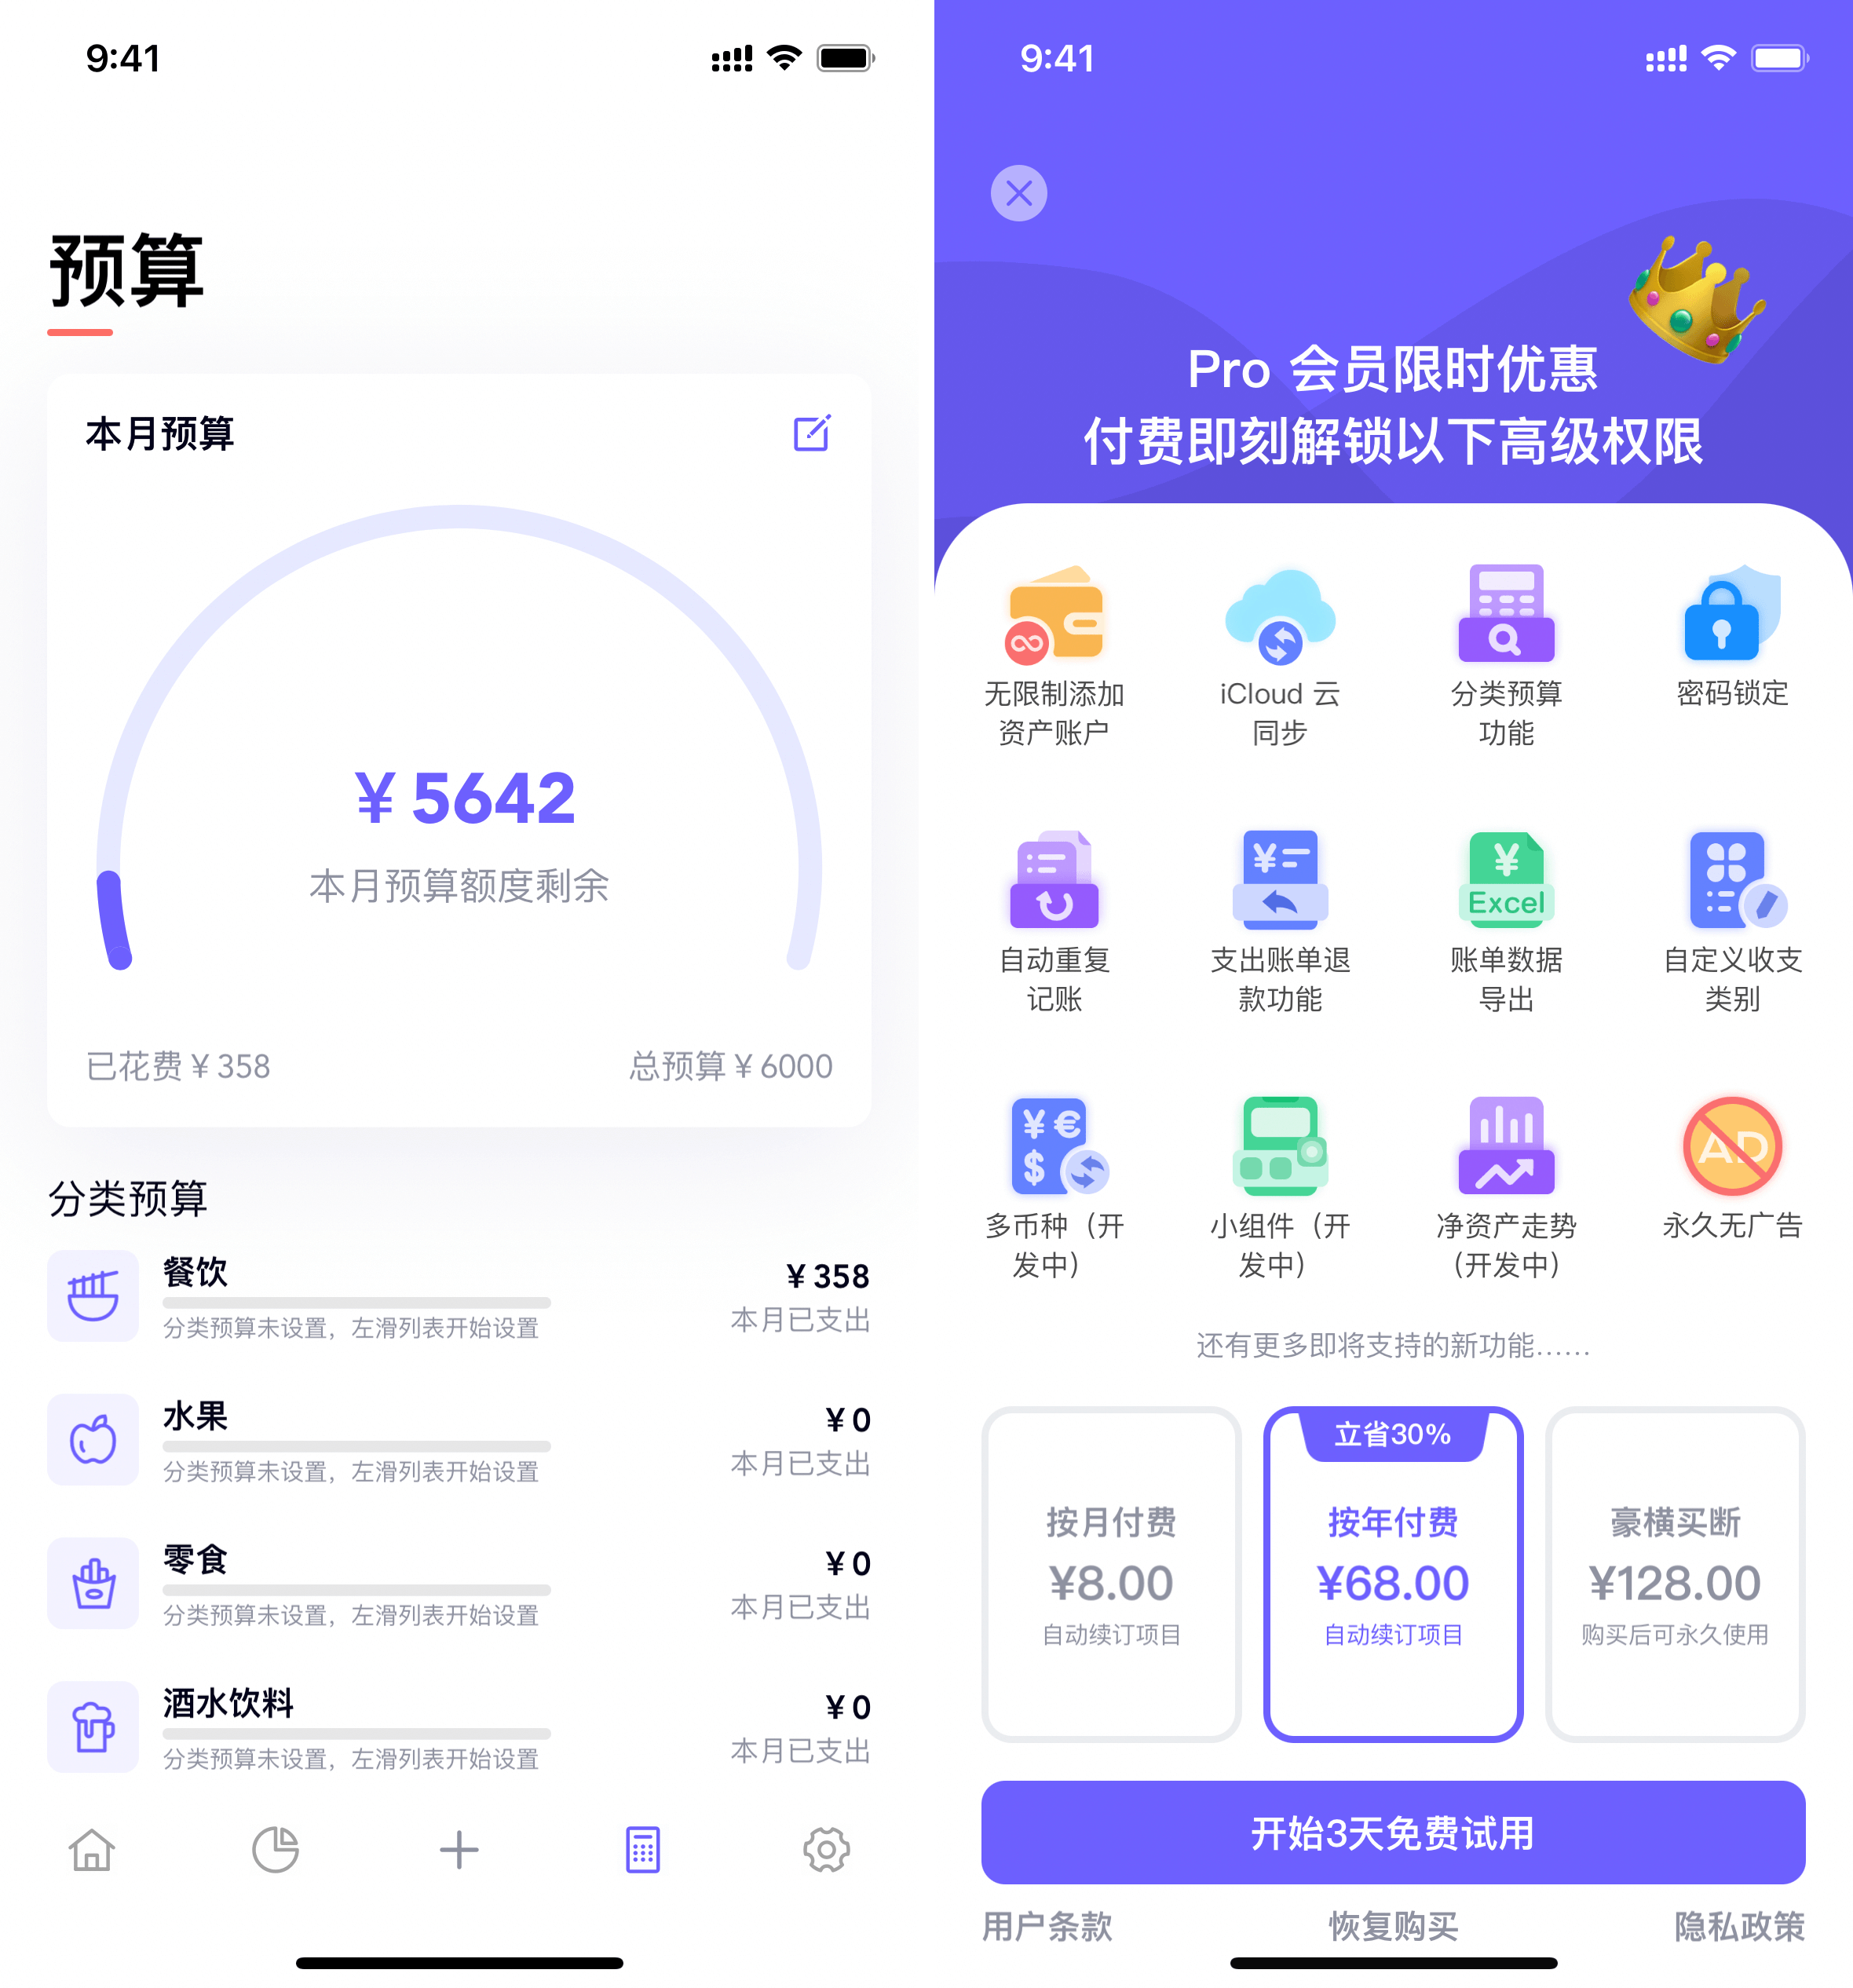 9:41
预算
本月预算
¥ 5642
本月预算额度剩余
已花费 ¥ 358
总预算 ¥ 6000
分类预算
餐饮
¥ 358
分类预算未设置，左滑列表开始设置
本月已支出
水果
¥ 0
分类预算未设置，左滑列表开始设置
本月已支出
零食
¥ 0
分类预算未设置，左滑列表开始设置
本月已支出
酒水饮料
¥ 0
分类预算未设置，左滑列表开始设置
本月已支出
9:41
Pro 会员限时优惠
付费即刻解锁以下高级权限
无限制添加
资产账户
iCloud 云
同步
分类预算
功能
密码锁定
¥
¥
Excel
自动重复
记账
支出账单退
款功能
账单数据
导出
自定义收支
类别
¥ €
$
AD
多币种（开
发中）
小组件（开
发中）
净资产走势
（开发中）
永久无广告
还有更多即将支持的新功能……
立省30%
按月付费
¥8.00
自动续订项目
按年付费
¥68.00
自动续订项目
豪横买断
¥128.00
购买后可永久使用
开始3天免费试用
用户条款
恢复购买
隐私政策